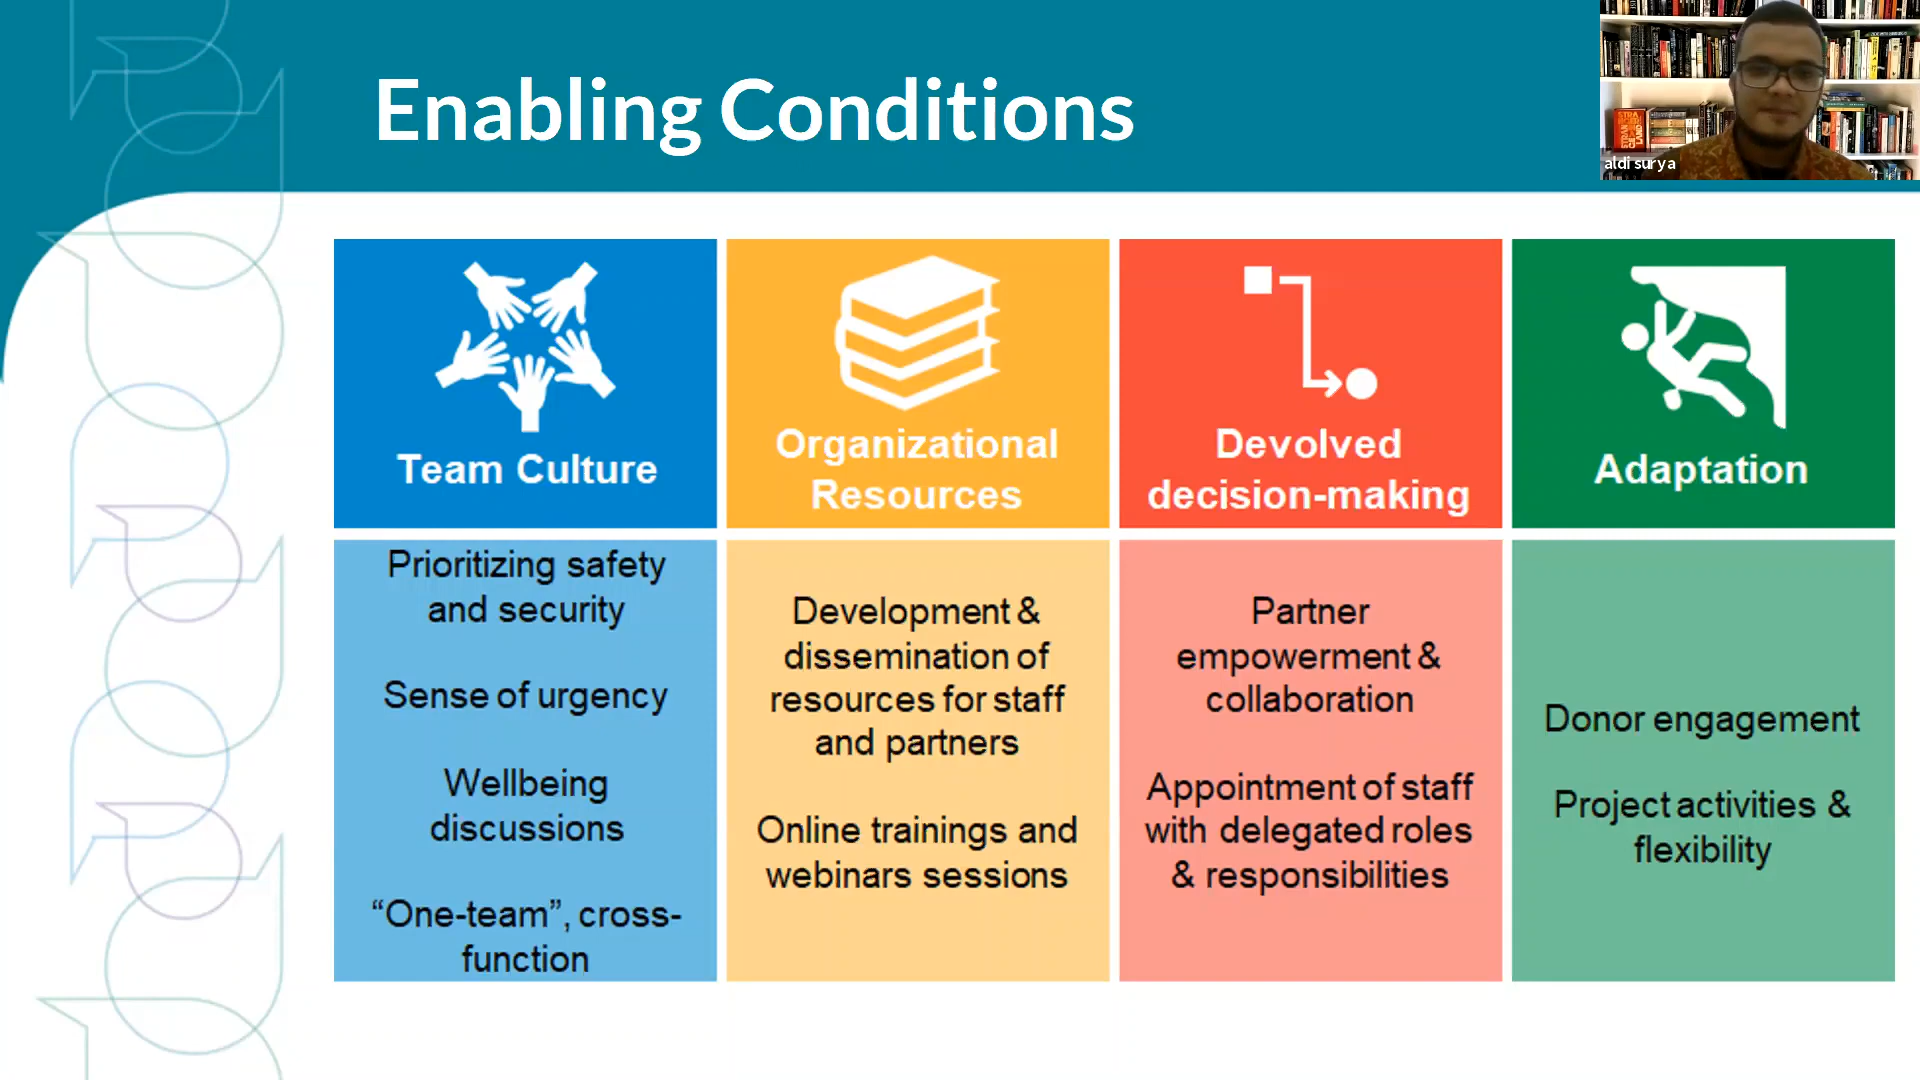 Enabling Conditions
aldi surya
Team Culture
Organizational
Resources
Devolved
decision-making
Adaptation
Prioritizing safety
and security
Sense of urgency
Wellbeing
discussions
“One-team”, cross-
function
Development &
dissemination of
resources for staff
and partners
Online trainings and
webinars sessions
Partner
empowerment &
collaboration
Appointment of staff
with delegated roles
& responsibilities
Donor engagement
Project activities &
flexibility